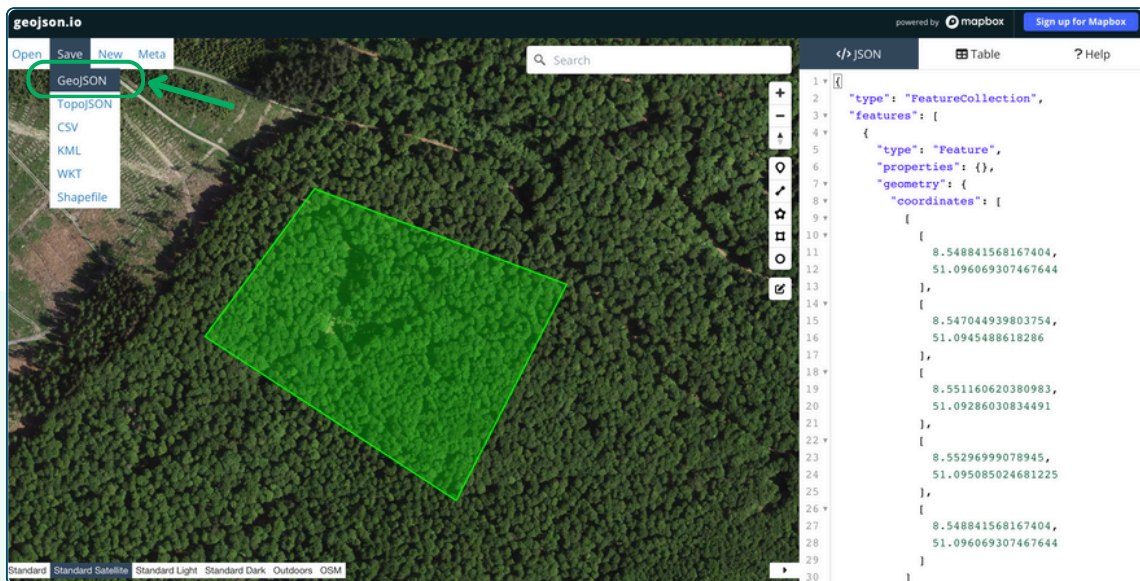 geojson.io
powered by mapbox
Sign up for Mapbox
Open Save New Meta
GeoJSON
TopoJSON
CSV
KML
WKT
Shapefile
Search
</> JSON
Table
? Help
1 {
2 "type": "FeatureCollection",
3 "features": [
4 {
5 "type": "Feature",
6 "properties": {},
7 "geometry": {
8 "coordinates": [
9 [
10 [
11 8.548841568167404,
12 51.096069307467644
13 ],
14 [
15 8.547044939803754,
16 51.0945488618286
17 ],
18 [
19 8.551160620380983,
20 51.09286030834491
21 ],
22 [
23 8.55296999078945,
24 51.095085024681225
25 ],
26 [
27 8.548841568167404,
28 51.096069307467644
29 ]
30 ]
Standard Standard Satellite Standard Light Standard Dark Outdoors OSM